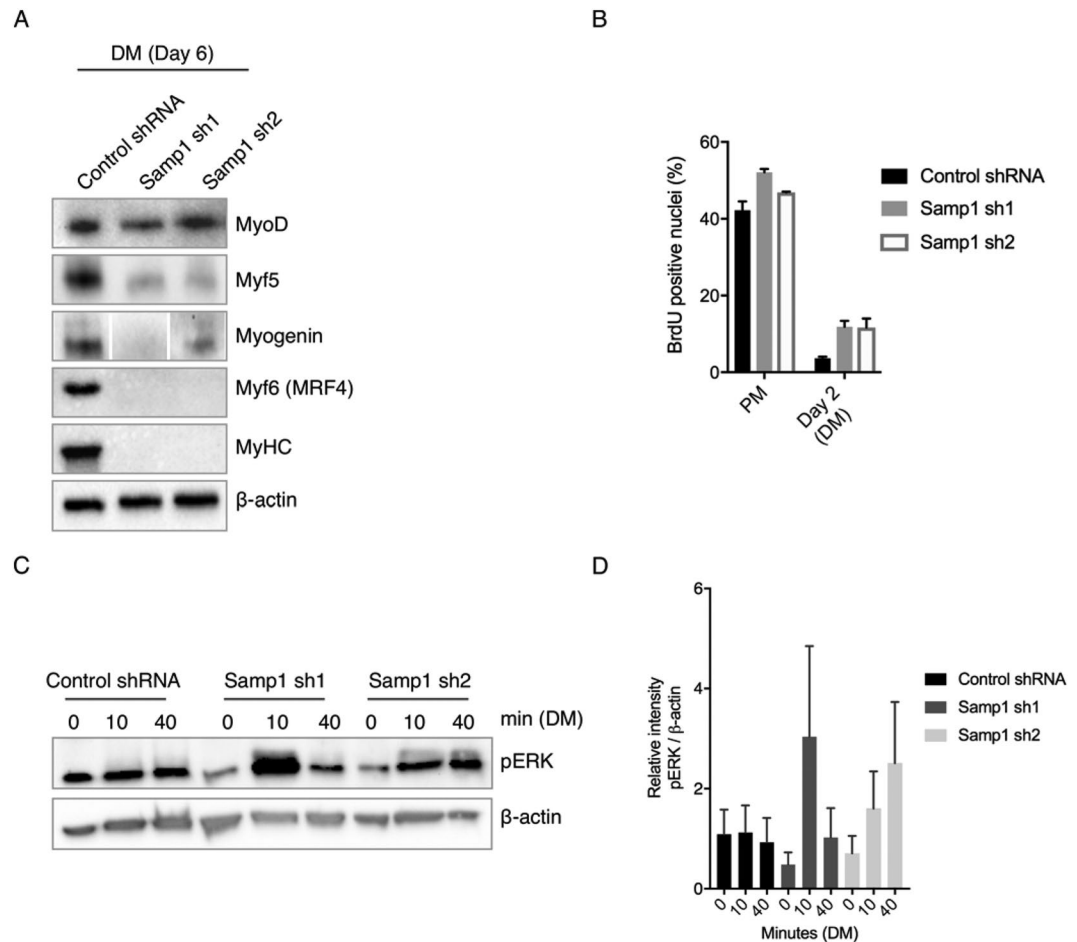 A
DM (Day 6)
Control shRNA
Samp1 sh1
Samp1 sh2
MyoD
Myf5
Myogenin
Myf6 (MRF4)
MyHC
β-actin
B
BrdU positive nuclei (%)
60
40
20
0
PM
Day 2
(DM)
Control shRNA
Samp1 sh1
Samp1 sh2
C
Control shRNA Samp1 sh1 Samp1 sh2
0 10 40 0 10 40 0 10 40 min (DM)
pERK
β-actin
D
Relative intensity
pERK / β-actin
6
4
2
0
0 10 40 0 10 40 0 10 40
Minutes (DM)
Control shRNA
Samp1 sh1
Samp1 sh2